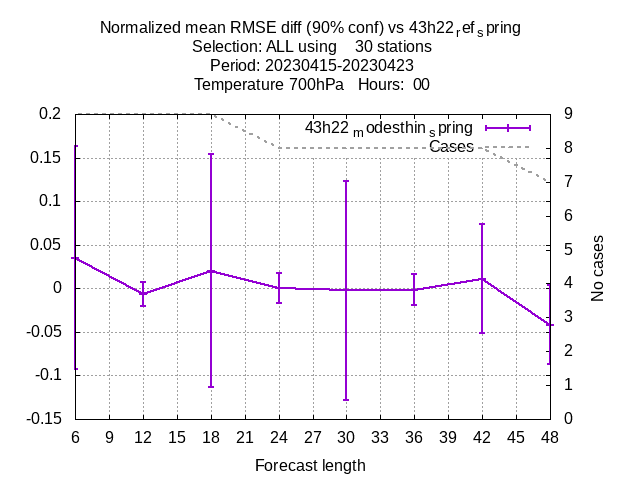 Normalized mean RMSE diff (90% conf) vs 43h22refspring
Selection: ALL using 30 stations
Period: 20230415-20230423
Temperature 700hPa Hours: 00
43h22modesthinspring
Cases
0.2
0.15
0.1
0.05
0
-0.05
-0.1
-0.15
9
8
7
6
5
4
3
2
1
0
No cases
6 9 12 15 18 21 24 27 30 33 36 39 42 45 48
Forecast length